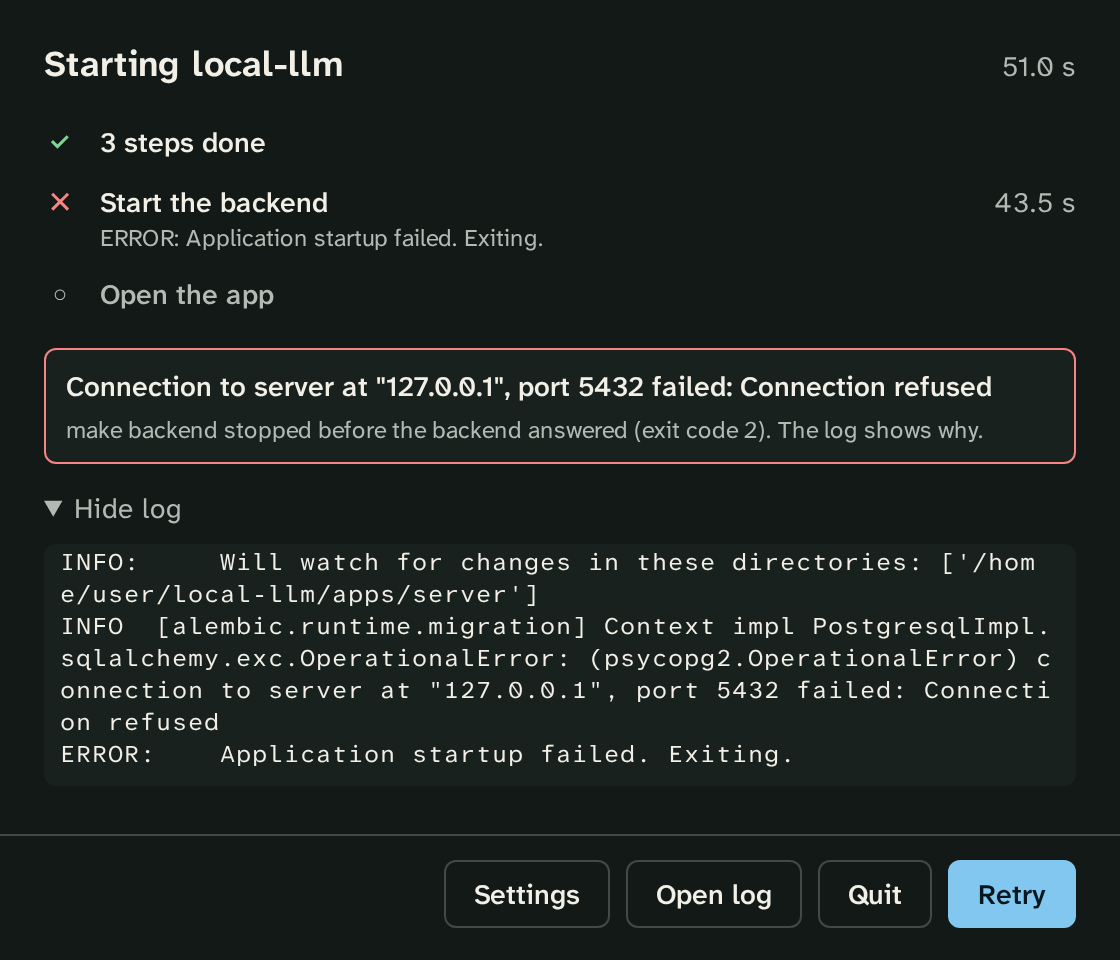 Starting local-llm
51.0 s
3 steps done
Start the backend
43.5 s
ERROR: Application startup failed. Exiting.
Open the app
Connection to server at "127.0.0.1", port 5432 failed: Connection refused
make backend stopped before the backend answered (exit code 2). The log shows why.
Hide log
INFO:     Will watch for changes in these directories: ['/hom
e/user/local-llm/apps/server']
INFO  [alembic.runtime.migration] Context impl PostgresqlImpl.
sqlalchemy.exc.OperationalError: (psycopg2.OperationalError) c
onnection to server at "127.0.0.1", port 5432 failed: Connecti
on refused
ERROR:    Application startup failed. Exiting.
Settings
Open log
Quit
Retry